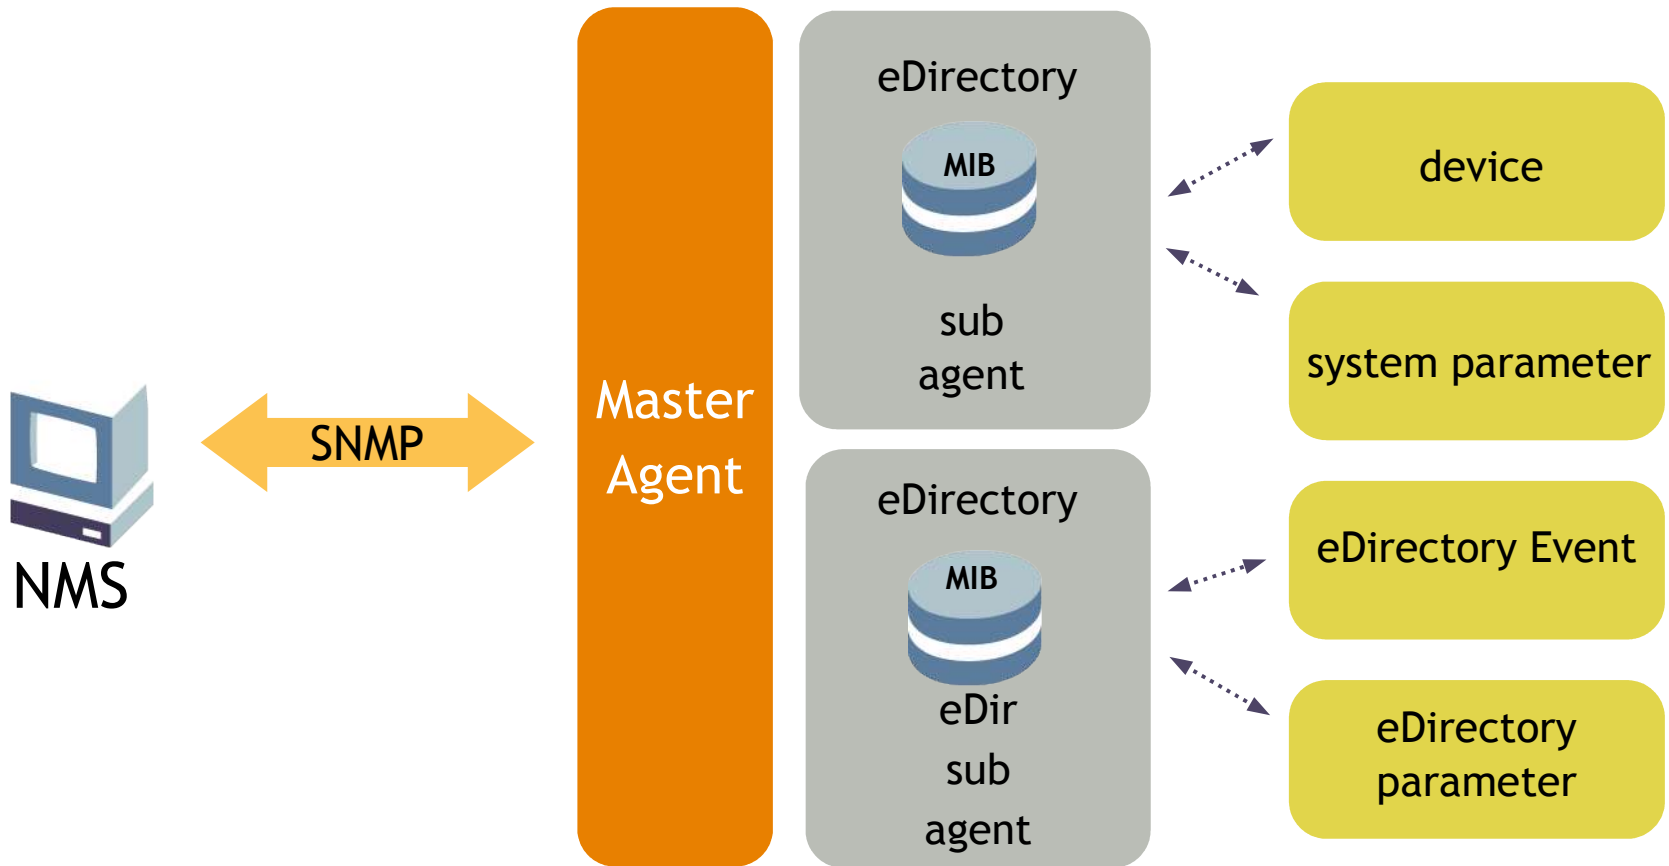 NMS
SNMP
Master
Agent
eDirectory
MIB
sub
agent
eDirectory
MIB
eDir
sub
agent
device
system parameter
eDirectory Event
eDirectory
parameter